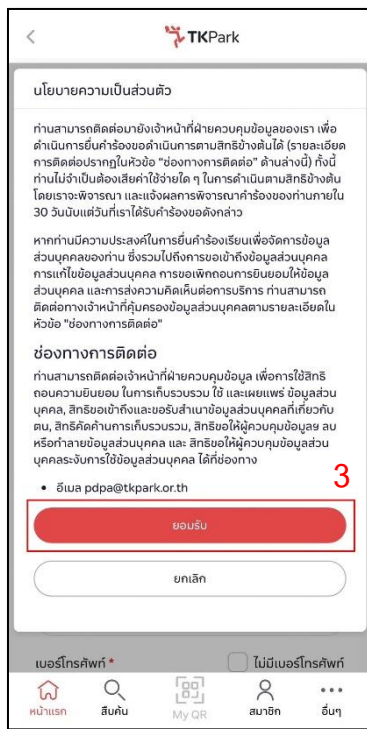 TKPark
นโยบายความเป็นส่วนตัว
ท่านสามารถติดต่อมายังเจ้าหน้าที่ฝ่ายควบคุมข้อมูลของเรา เพื่อ
ดำเนินการยื่นคำร้องขอดำเนินการตามสิทธิข้างต้นได้ (รายละเอียด
การติดต่อปรากฏในหัวข้อ “ช่องทางการติดต่อ” ด้านล่างนี้) ทั้งนี้
ท่านไม่จำเป็นต้องเสียค่าใช้จ่ายใด ๆ ในการดำเนินตามสิทธิข้างต้น
โดยเราจะพิจารณา และแจ้งผลการพิจารณาคำร้องของท่านภายใน
30 วันนับแต่วันที่เราได้รับคำร้องขอดังกล่าว
หากท่านมีความประสงค์ในการยื่นคำร้องเรียนเพื่อจัดการข้อมูล
ส่วนบุคคลของท่าน ซึ่งรวมไปถึงการขอเข้าถึงข้อมูลส่วนบุคคล
การแก้ไขข้อมูลส่วนบุคคล การขอเพิกถอนการยินยอมให้ข้อมูล
ส่วนบุคคล และการส่งความคิดเห็นต่อการบริการ ท่านสามารถ
ติดต่อทางเจ้าหน้าที่คุ้มครองข้อมูลส่วนบุคคลตามรายละเอียดใน
หัวข้อ "ช่องทางการติดต่อ"
ช่องทางการติดต่อ
ท่านสามารถติดต่อเจ้าหน้าที่ฝ่ายควบคุมข้อมูล เพื่อการใช้สิทธิ
ถอนความยินยอม ในการเก็บรวบรวม ใช้ และเผยแพร่ ข้อมูลส่วน
บุคคล, สิทธิขอเข้าถึงและขอรับสำเนาข้อมูลส่วนบุคคลที่เกี่ยวกับ
ตน, สิทธิคัดค้านการเก็บรวบรวม, สิทธิขอให้ผู้ควบคุมข้อมูลฯ ลบ
หรือทำลายข้อมูลส่วนบุคคล และ สิทธิขอให้ผู้ควบคุมข้อมูลส่วน
บุคคลระงับการใช้ข้อมูลส่วนบุคคล ได้ที่ช่องทาง
• อีเมล pdpa@tkpark.or.th
3
ยอมรับ
ยกเลิก
เบอร์โทรศัพท์ * ไม่มีเบอร์โทรศัพท์
หน้าแรก สืบค้น My QR สมาชิก อื่นๆ